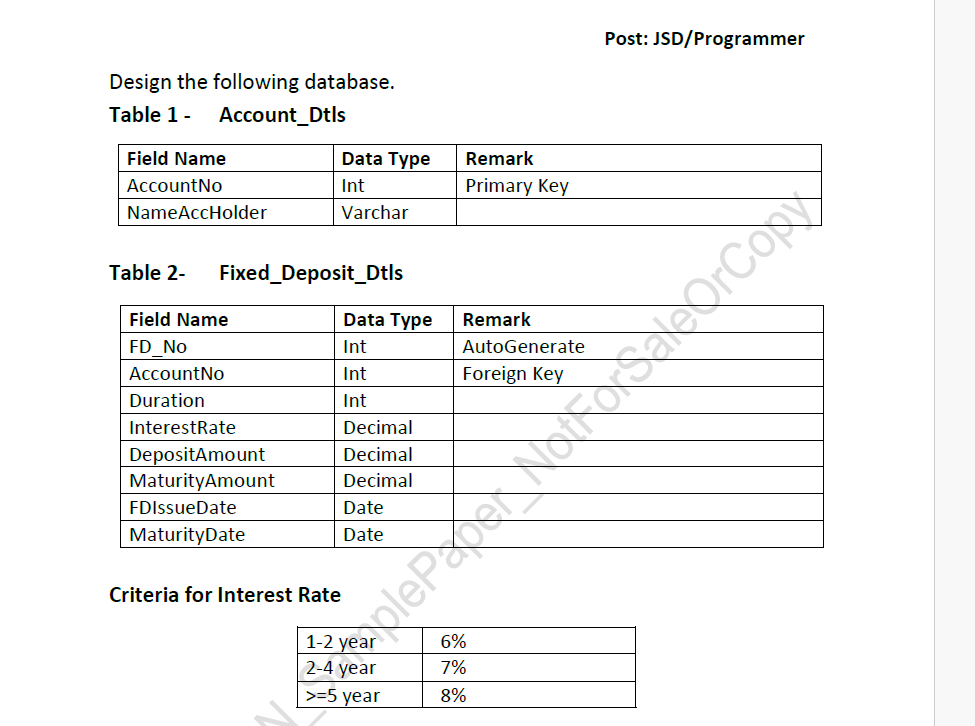 Post: JSD/Programmer
Design the following database.
Table 1 - Account_Dtls
Field Name Data Type Remark
AccountNo Int Primary Key
NameAccHolder Varchar
Table 2- Fixed_Deposit_Dtls
Field Name Data Type Remark
FD_No Int AutoGenerate
AccountNo Int Foreign Key
Duration Int
InterestRate Decimal
DepositAmount Decimal
MaturityAmount Decimal
FDIssueDate Date
MaturityDate Date
Criteria for Interest Rate
1-2 year 6%
2-4 year 7%
>=5 year 8%
N_SamplePaper_NotForSaleOrCopy